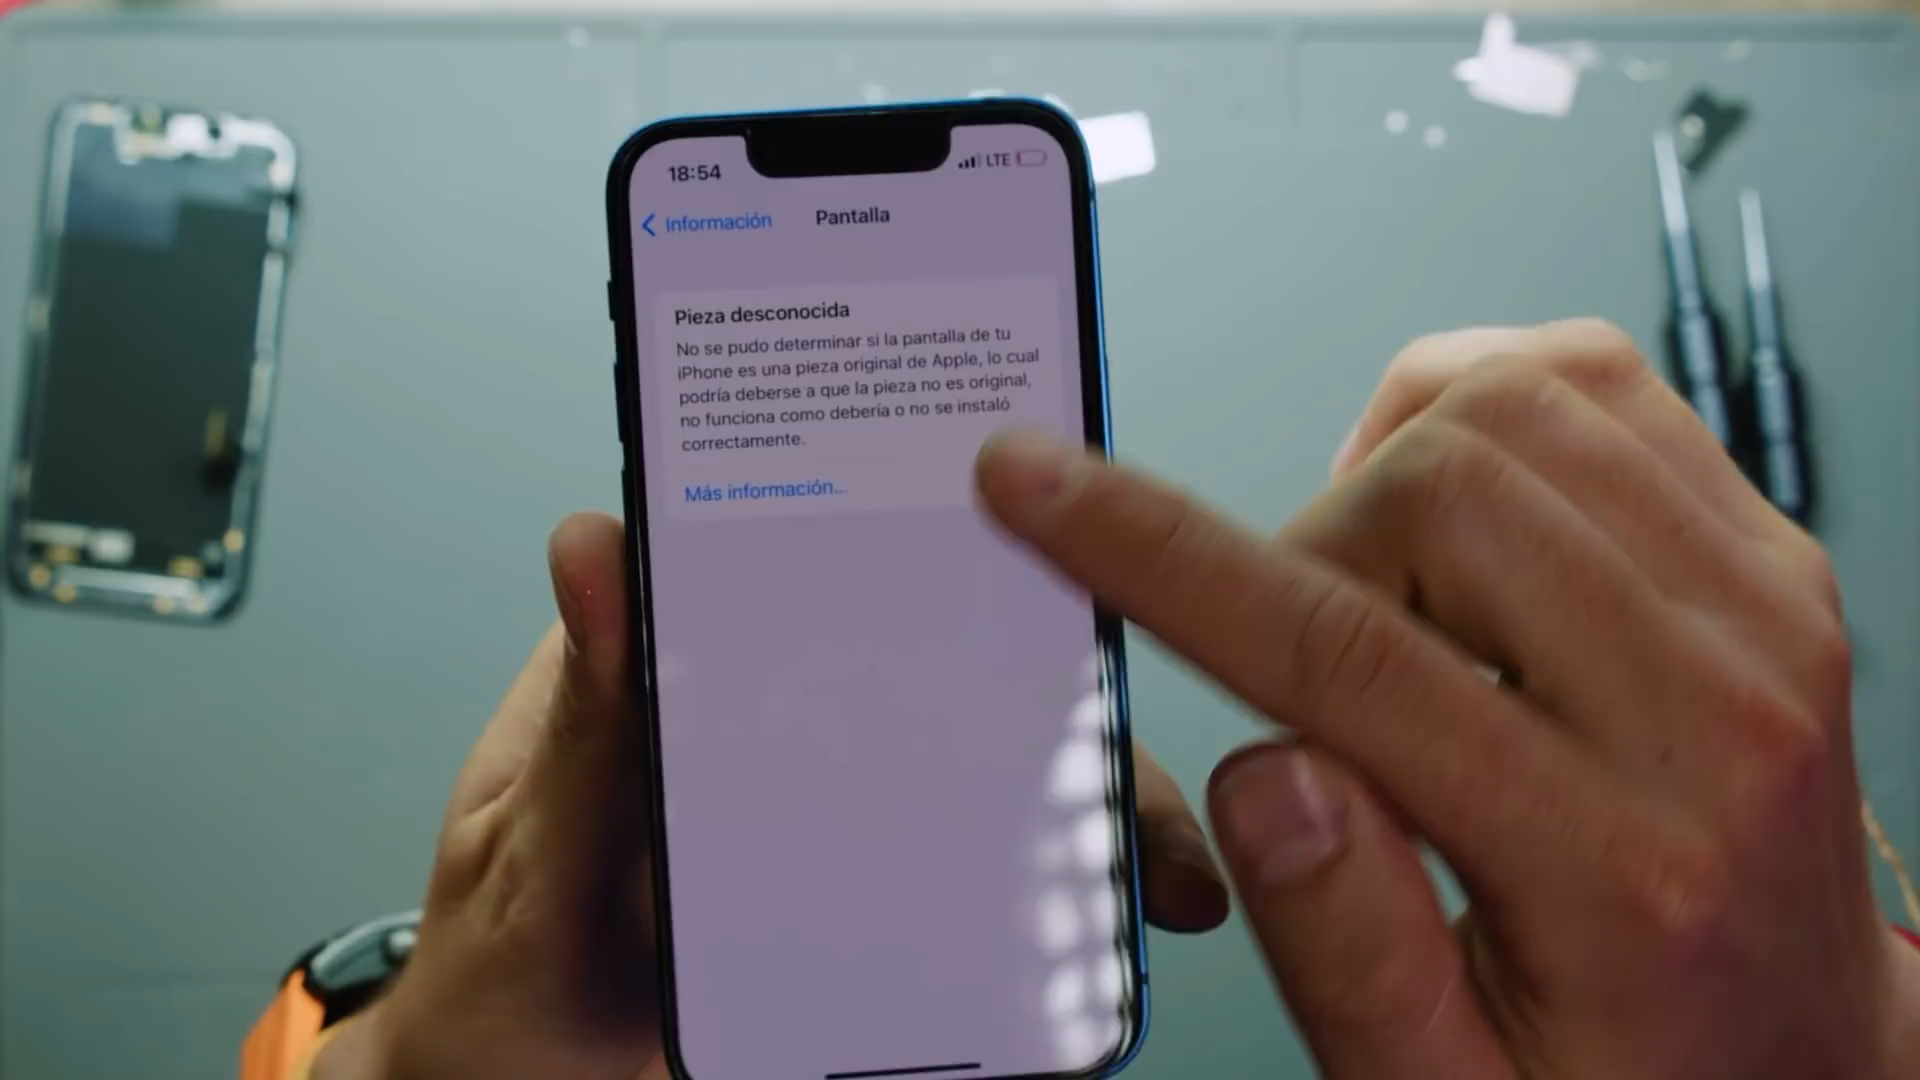 18:54
LTE
Información
Pantalla
Pieza desconocida
No se pudo determinar si la pantalla de tu
iPhone es una pieza original de Apple, lo cual
podría deberse a que la pieza no es original,
no funciona como debería o no se instaló
correctamente.
Más información...